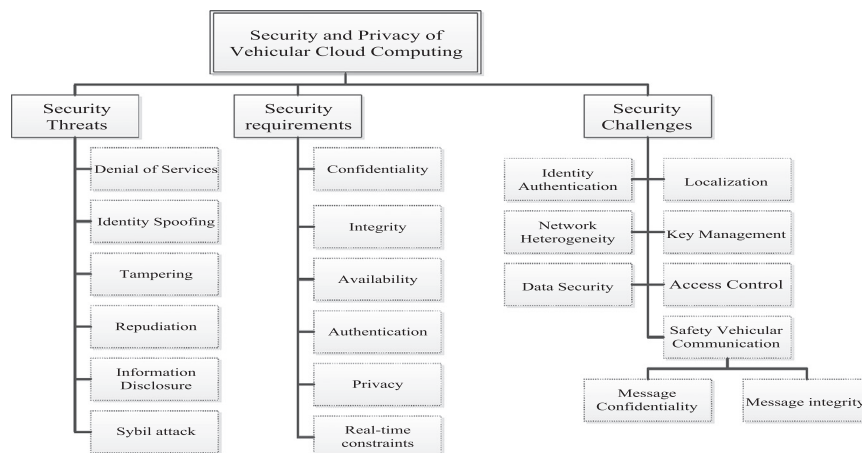 Security and Privacy of
Vehicular Cloud Computing
Security
Threats
Denial of Services
Identity Spoofing
Tampering
Repudiation
Information
Disclosure
Sybil attack
Security
requirements
Confidentiality
Integrity
Availability
Authentication
Privacy
Real-time
constraints
Security
Challenges
Identity
Authentication
Localization
Network
Heterogeneity
Key Management
Data Security
Access Control
Safety Vehicular
Communication
Message
Confidentiality
Message integrity